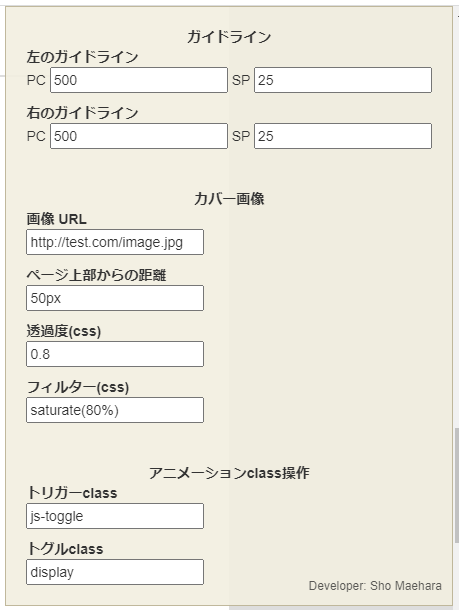 ガイドライン
左のガイドライン
PC 500 SP 25
右のガイドライン
PC 500 SP 25
カバー画像
画像 URL
http://test.com/image.jpg
ページ上部からの距離
50px
透過度(css)
0.8
フィルター(css)
saturate(80%)
アニメーションclass操作
トリガーclass
js-toggle
トグルclass
display
Developer: Sho Maehara